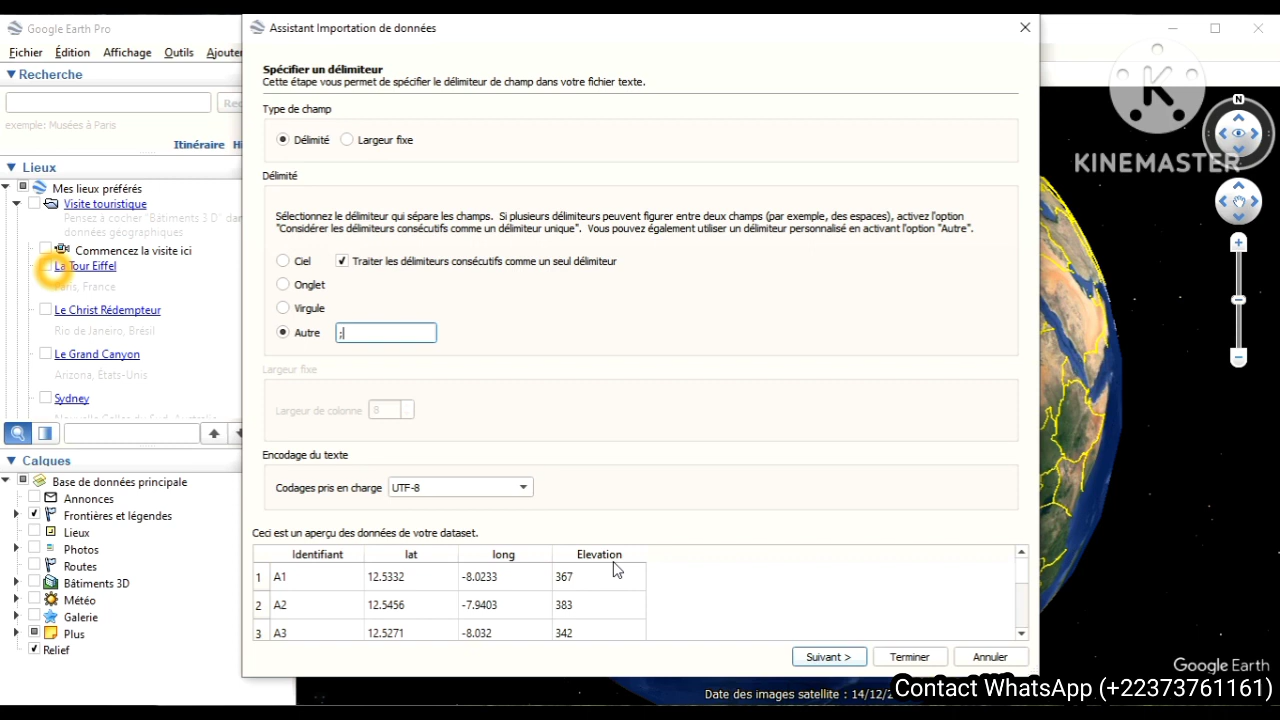 Google Earth Pro
Fichier Édition Affichage Outils Ajouter
Recherche
exemple: Musées à Paris
Itinéraire
Lieux
Mes lieux préférés
Visite touristique
Pensez à cocher "Bâtiments 3 D"
données géographiques
Commencez la visite ici
La Tour Eiffel
Paris, France
Le Christ Rédempteur
Rio de Janeiro, Brésil
Le Grand Canyon
Arizona, États-Unis
Sydney
Calques
Base de données principale
Annonces
Frontières et légendes
Lieux
Photos
Routes
Bâtiments 3D
Météo
Galerie
Plus
Relief
Assistant Importation de données
Spécifier un délimiteur
Cette étape vous permet de spécifier le délimiteur de champ dans votre fichier texte.
Type de champ
Délimité Largeur fixe
Délimité
Sélectionnez le délimiteur qui sépare les champs. Si plusieurs délimiteurs peuvent figurer entre deux champs (par exemple, des espaces), activez l'option
"Considérer les délimiteurs consécutifs comme un délimiteur unique". Vous pouvez également utiliser un délimiteur personnalisé en activant l'option "Autre".
Ciel Traiter les délimiteurs consécutifs comme un seul délimiteur
Onglet
Virgule
Autre ;
Largeur fixe
Largeur de colonne 8
Encodage du texte
Codages pris en charge UTF-8
Ceci est un aperçu des données de votre dataset.
Identifiant lat long Elevation
1 A1 12.5332 -8.0233 367
2 A2 12.5456 -7.9403 383
3 A3 12.5271 -8.032 342
Suivant > Terminer Annuler
K
KINEMASTER
N
Google Earth
Date des images satellite : 14/12/2
Contact WhatsApp (+22373761161)